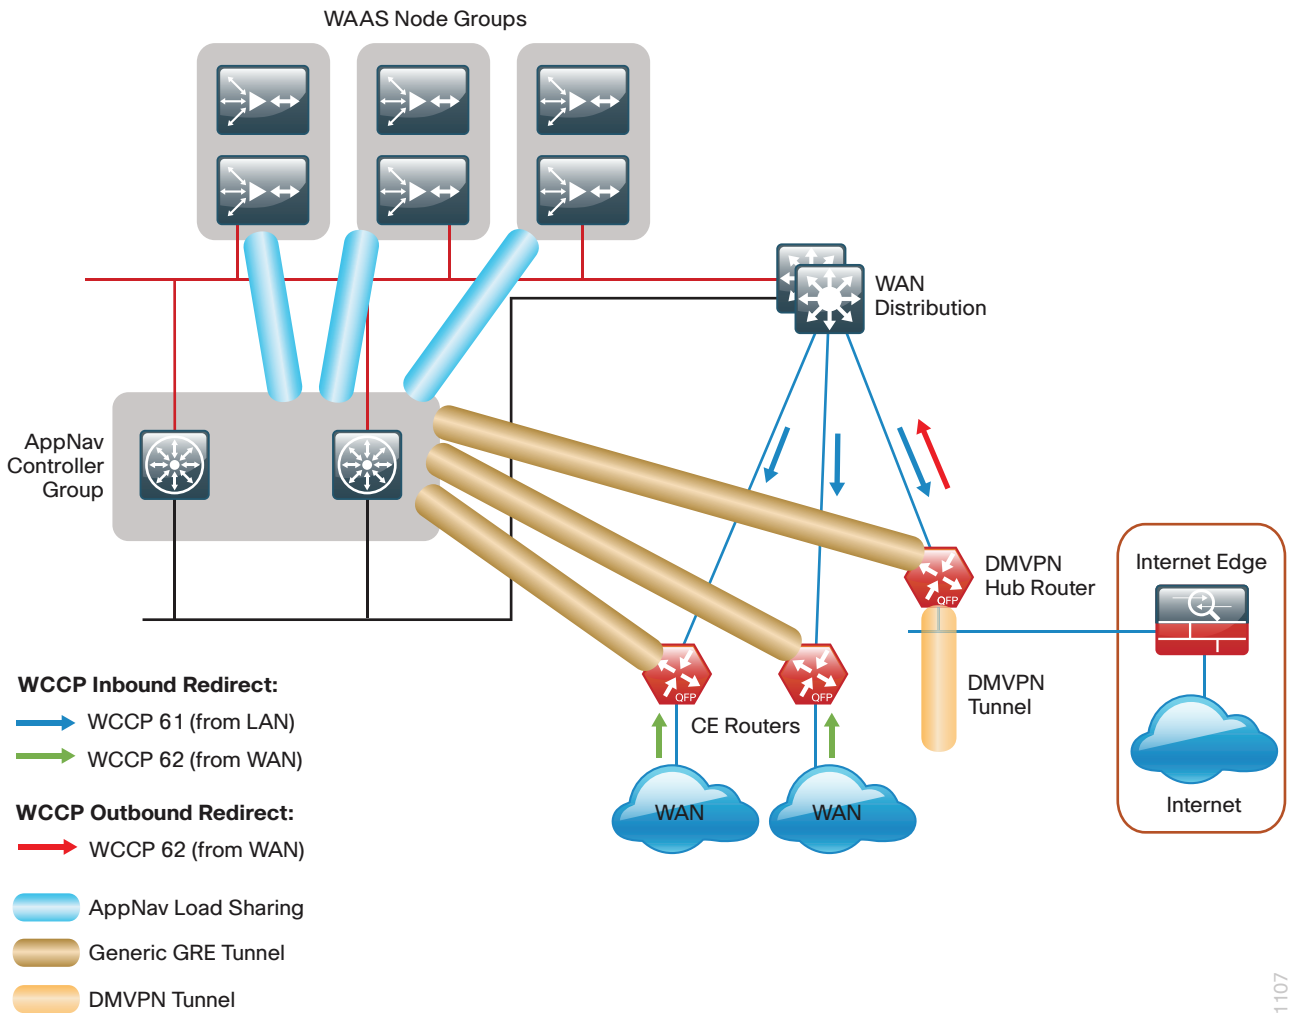 WAAS Node Groups
WAN
Distribution
AppNav
Controller
Group
DMVPN
Hub Router
QFP
Internet Edge
DMVPN
Tunnel
QFP
QFP
CE Routers
WAN
WAN
Internet
WCCP Inbound Redirect:
WCCP 61 (from LAN)
WCCP 62 (from WAN)
WCCP Outbound Redirect:
WCCP 62 (from WAN)
AppNav Load Sharing
Generic GRE Tunnel
DMVPN Tunnel
1107